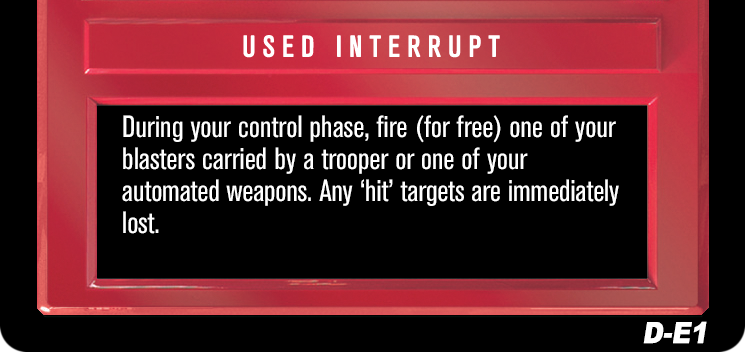 USED INTERRUPT
During your control phase, fire (for free) one of your
blasters carried by a trooper or one of your
automated weapons. Any ‘hit’ targets are immediately
lost.
D-E1